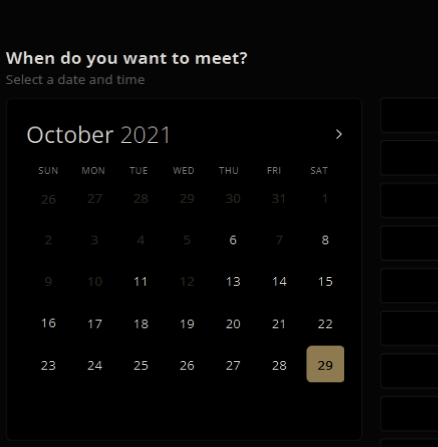 When do you want to meet?
Select a date and time
October 2021 >
SUN MON TUE WED THU FRI SAT
26 27 28 29 30 31 1
2 3 4 5 6 7 8
9 10 11 12 13 14 15
16 17 18 19 20 21 22
23 24 25 26 27 28 29